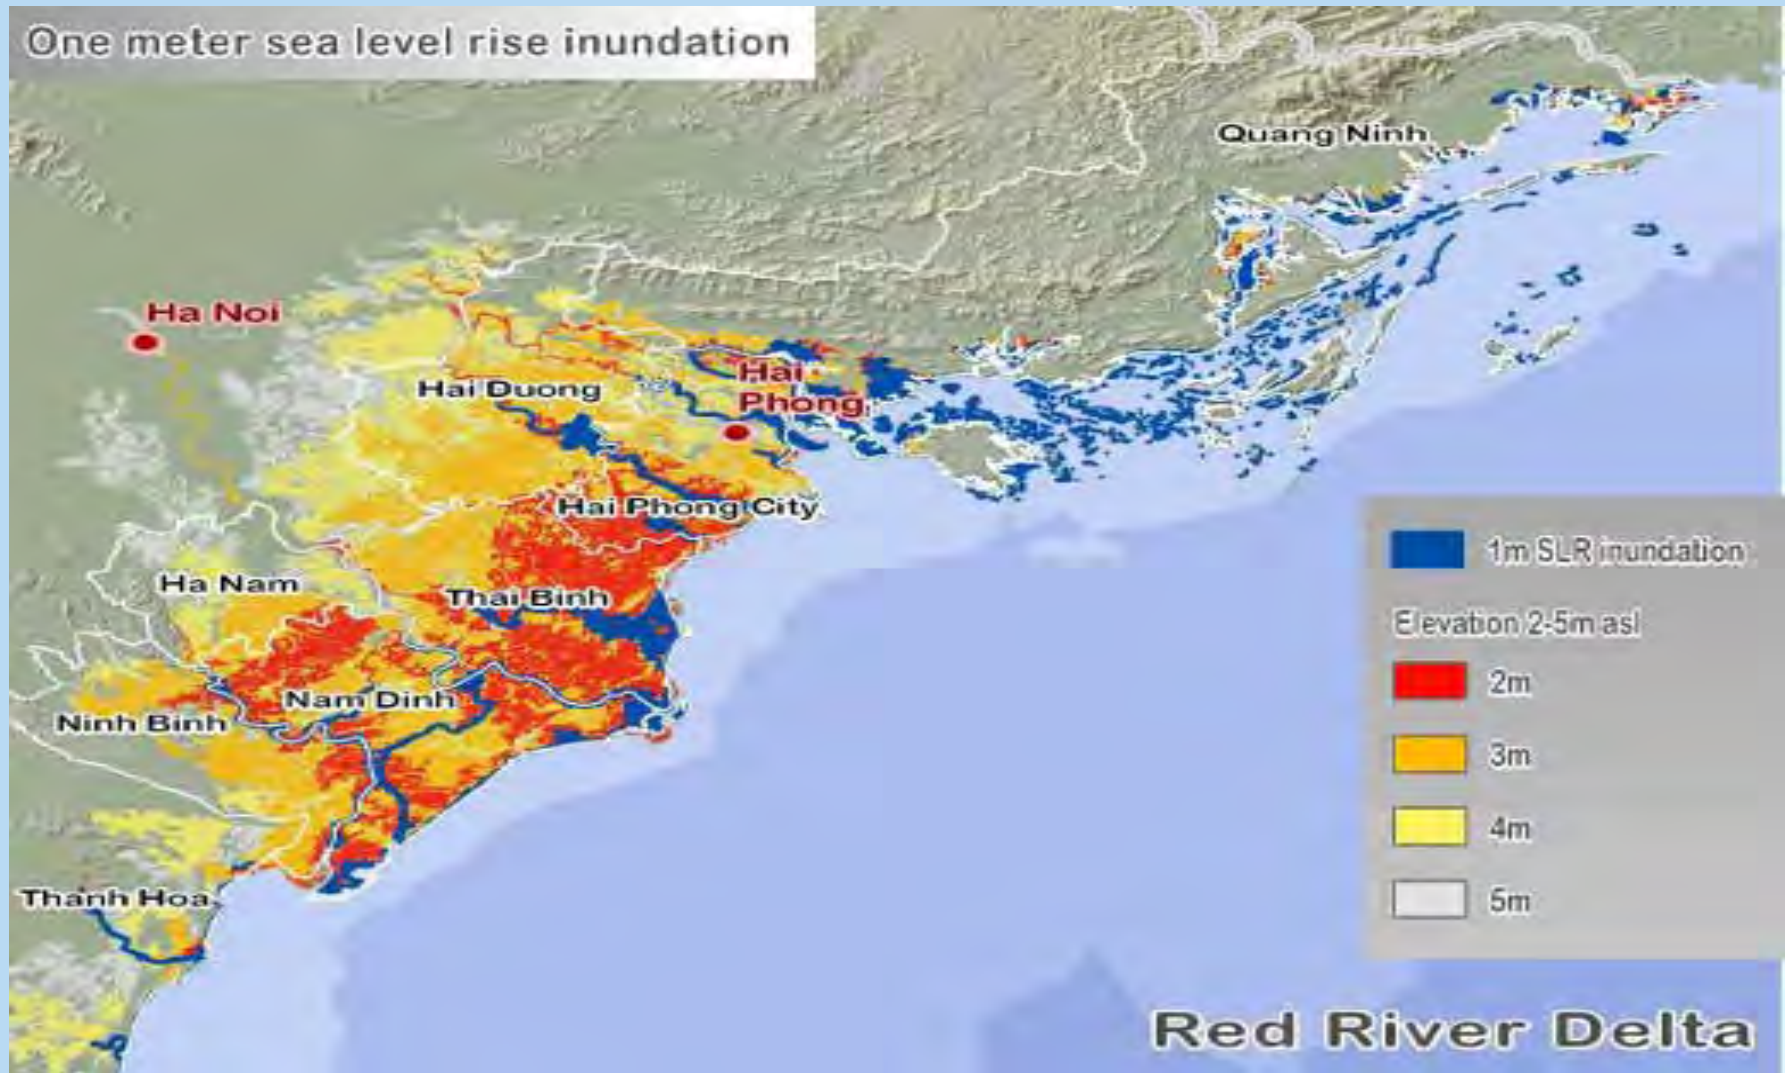 One meter sea level rise inundation
Quang Ninh
Ha Noi
Hai Duong
Hai
Phong
Hai Phong City
Ha Nam
Thai Binh
Nam Dinh
Ninh Binh
Thanh Hoa
1m SLR inundation
Elevation 2-5m asl
2m
3m
4m
5m
Red River Delta